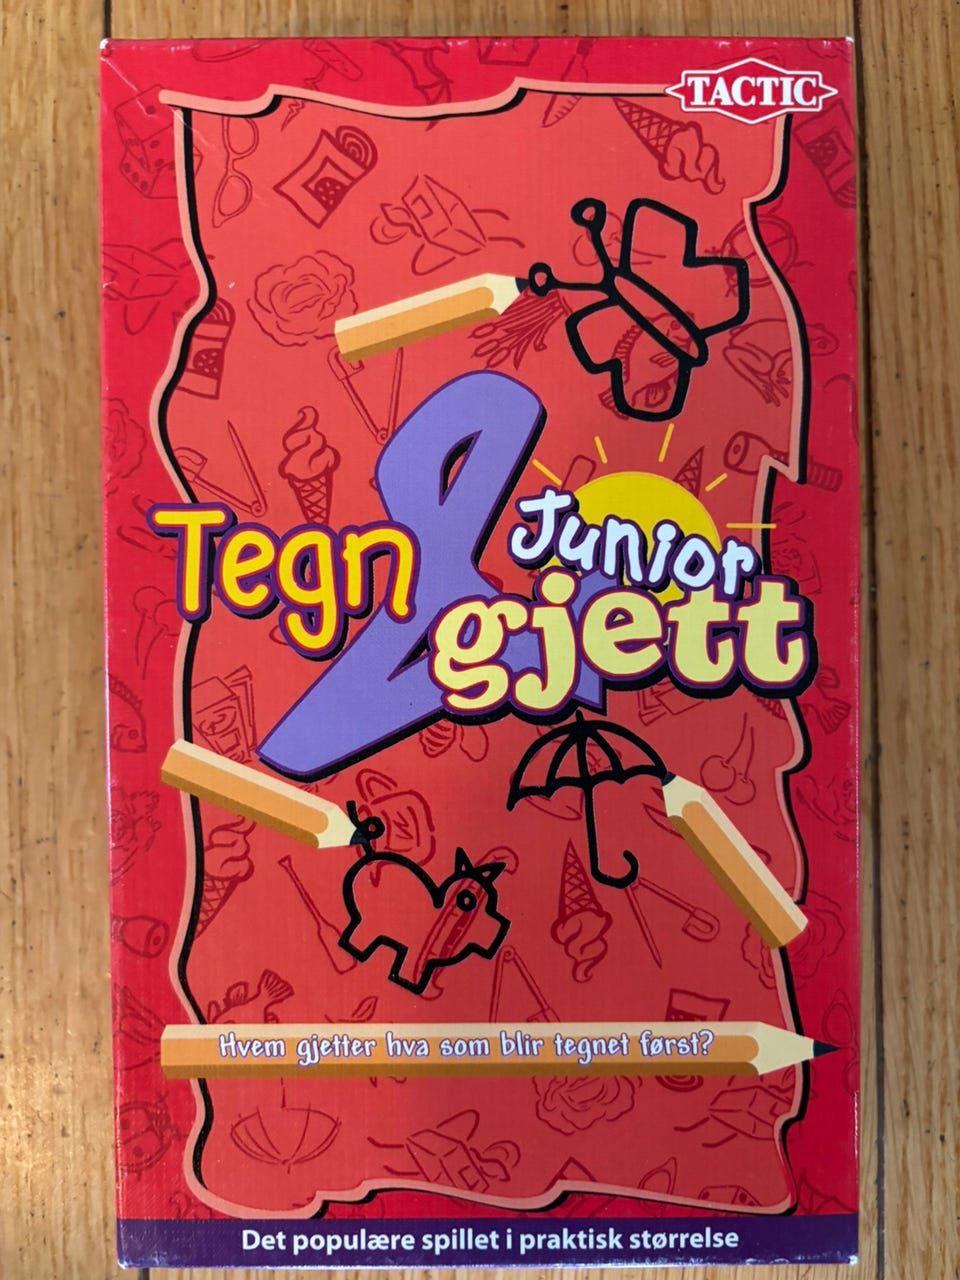 TACTIC
Junior
Tegn & gjett
Hvem gjetter hva som blir tegnet først?
Det populære spillet i praktisk størrelse